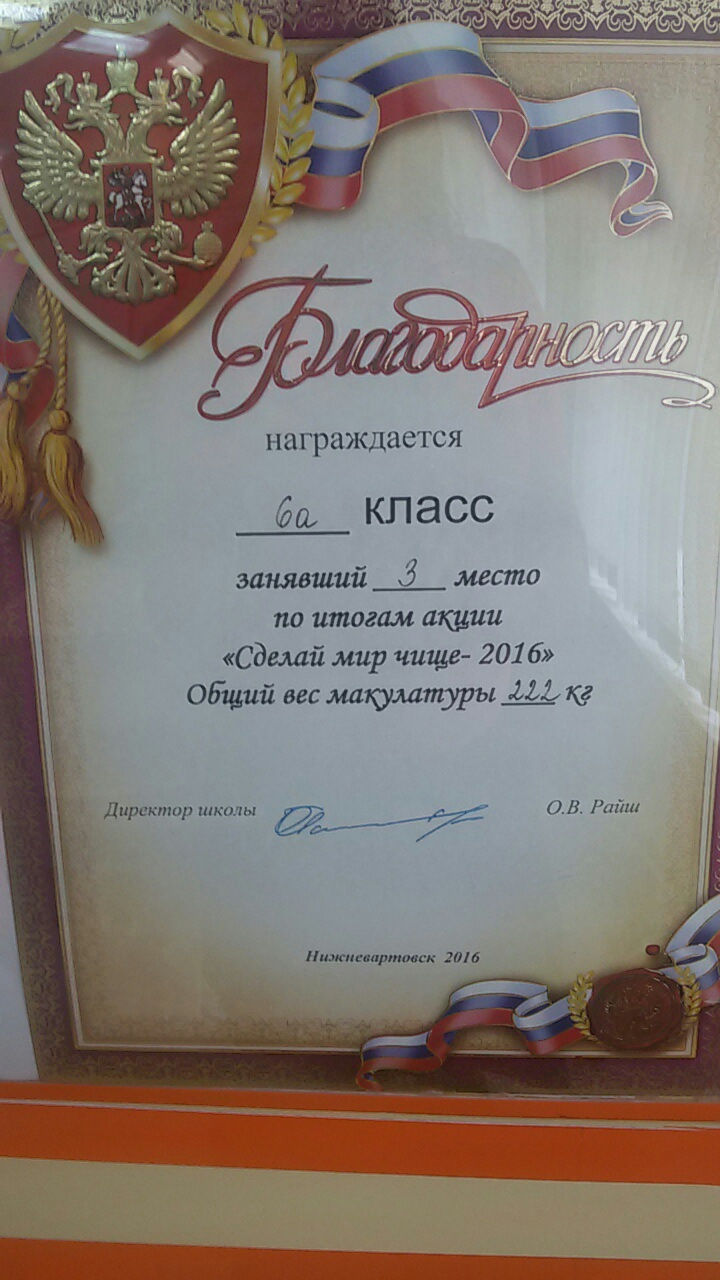 Благодарность
награждается
6а класс
занявший 3 место
по итогам акции
«Сделай мир чище- 2016»
Общий вес макулатуры 222 кг
Директор школы О.В. Райш
Нижневартовск 2016